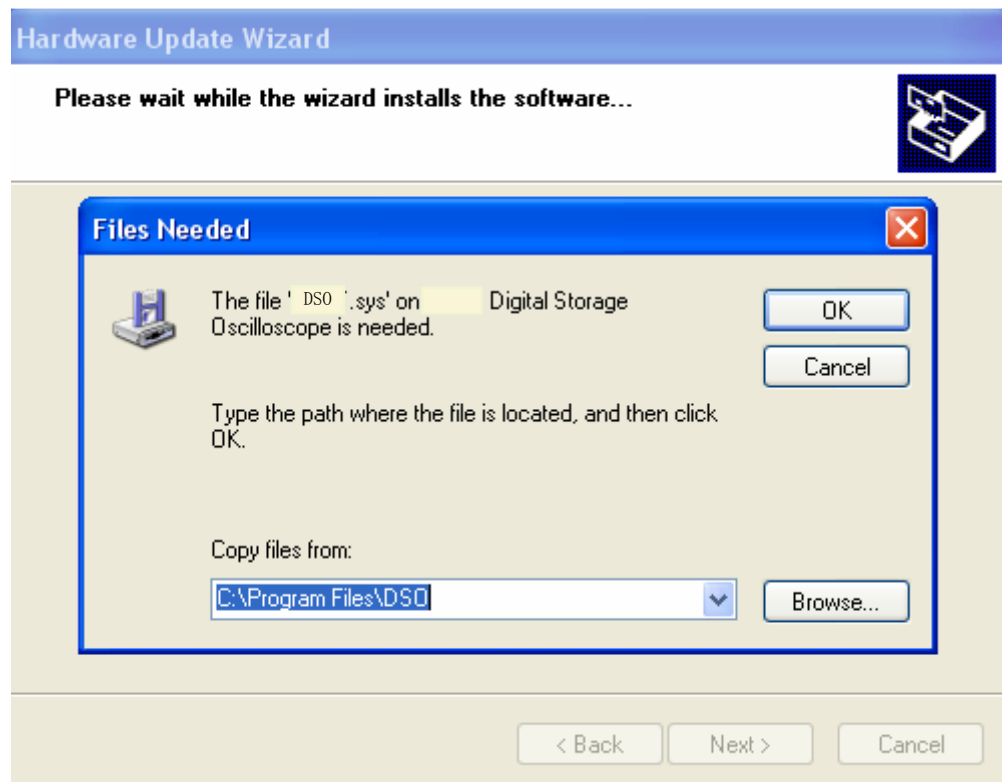 Hardware Update Wizard
Please wait while the wizard installs the software...
Files Needed
The file ' DSO .sys' on Digital Storage
Oscilloscope is needed.
OK
Cancel
Type the path where the file is located, and then click
OK.
Copy files from:
C:\Program Files\DSO
Browse...
< Back Next > Cancel